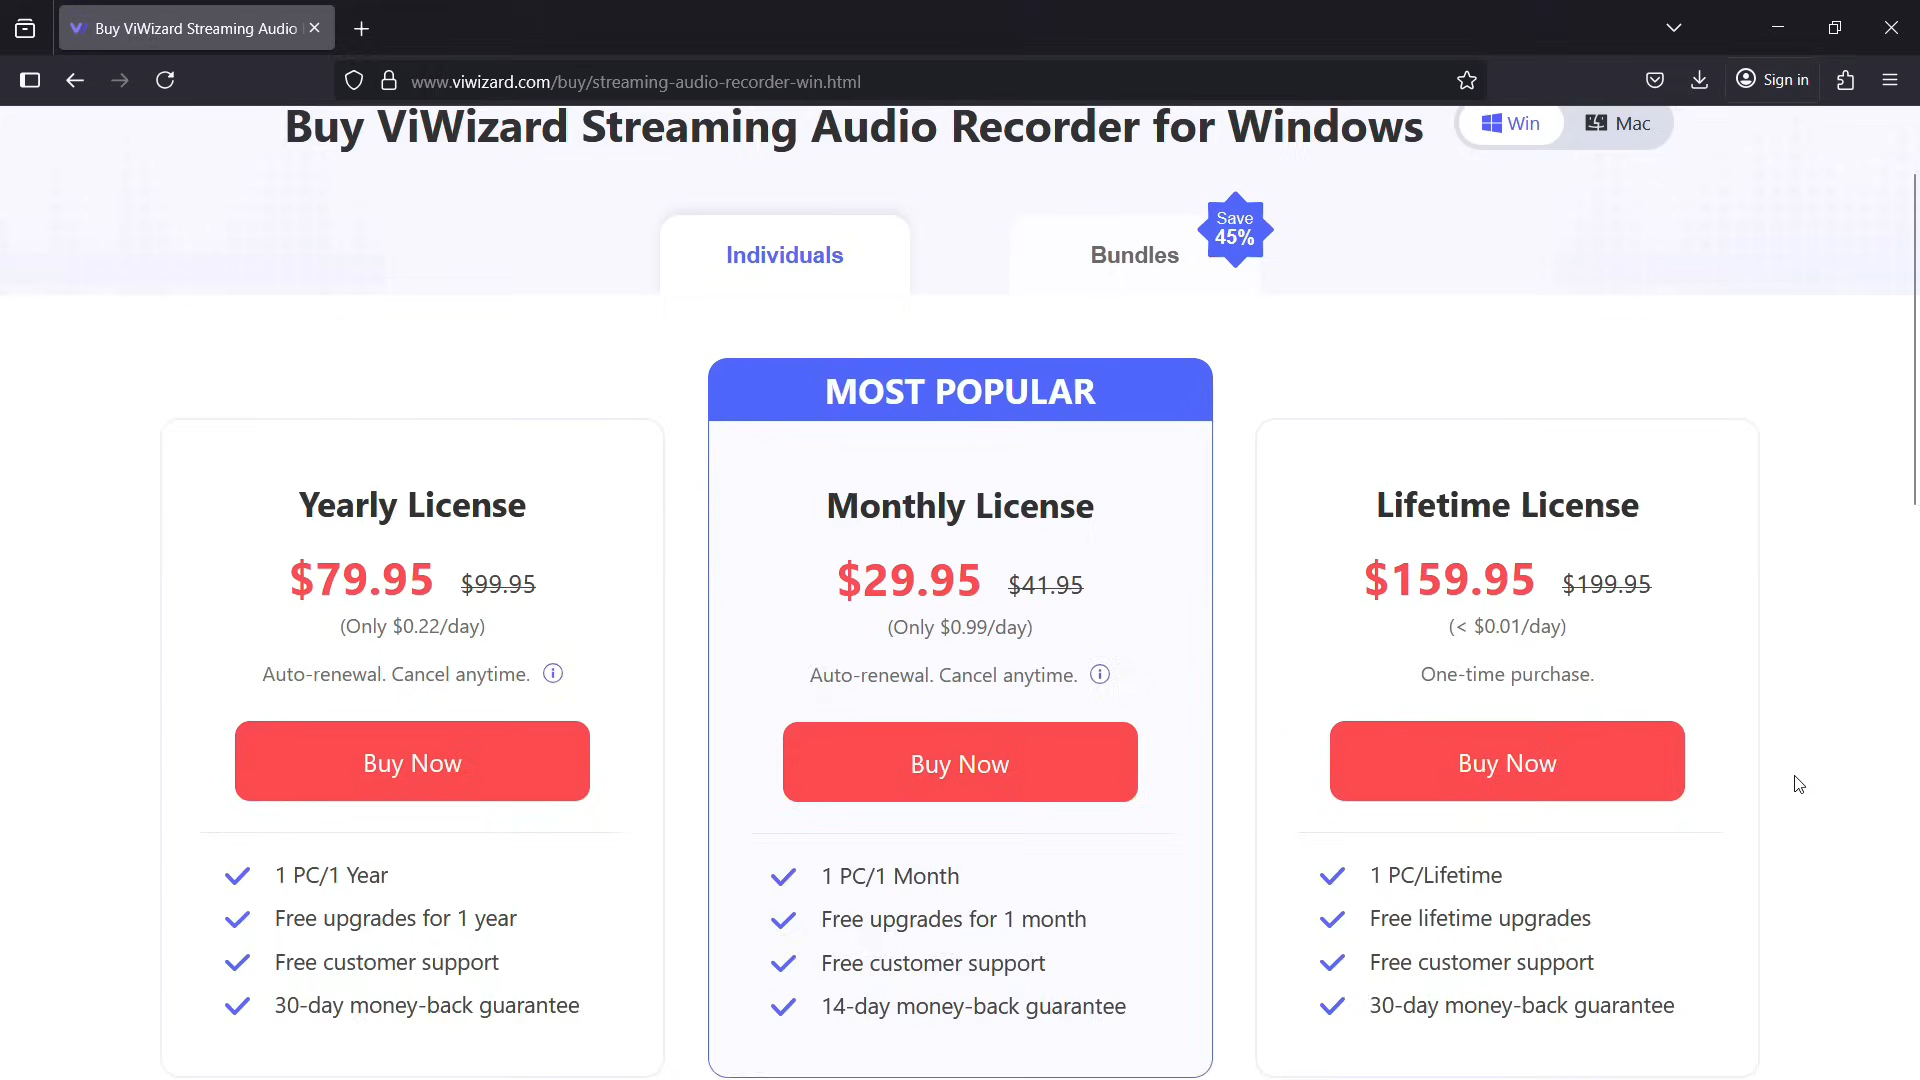 Buy ViWizard Streaming Audio
www.viwizard.com/buy/streaming-audio-recorder-win.html
Sign in
Buy ViWizard Streaming Audio Recorder for Windows
Win
Mac
Individuals
Bundles
Save
45%
MOST POPULAR
Yearly License
$79.95 $99.95
(Only $0.22/day)
Auto-renewal. Cancel anytime.
Buy Now
1 PC/1 Year
Free upgrades for 1 year
Free customer support
30-day money-back guarantee
Monthly License
$29.95 $41.95
(Only $0.99/day)
Auto-renewal. Cancel anytime.
Buy Now
1 PC/1 Month
Free upgrades for 1 month
Free customer support
14-day money-back guarantee
Lifetime License
$159.95 $199.95
(< $0.01/day)
One-time purchase.
Buy Now
1 PC/Lifetime
Free lifetime upgrades
Free customer support
30-day money-back guarantee